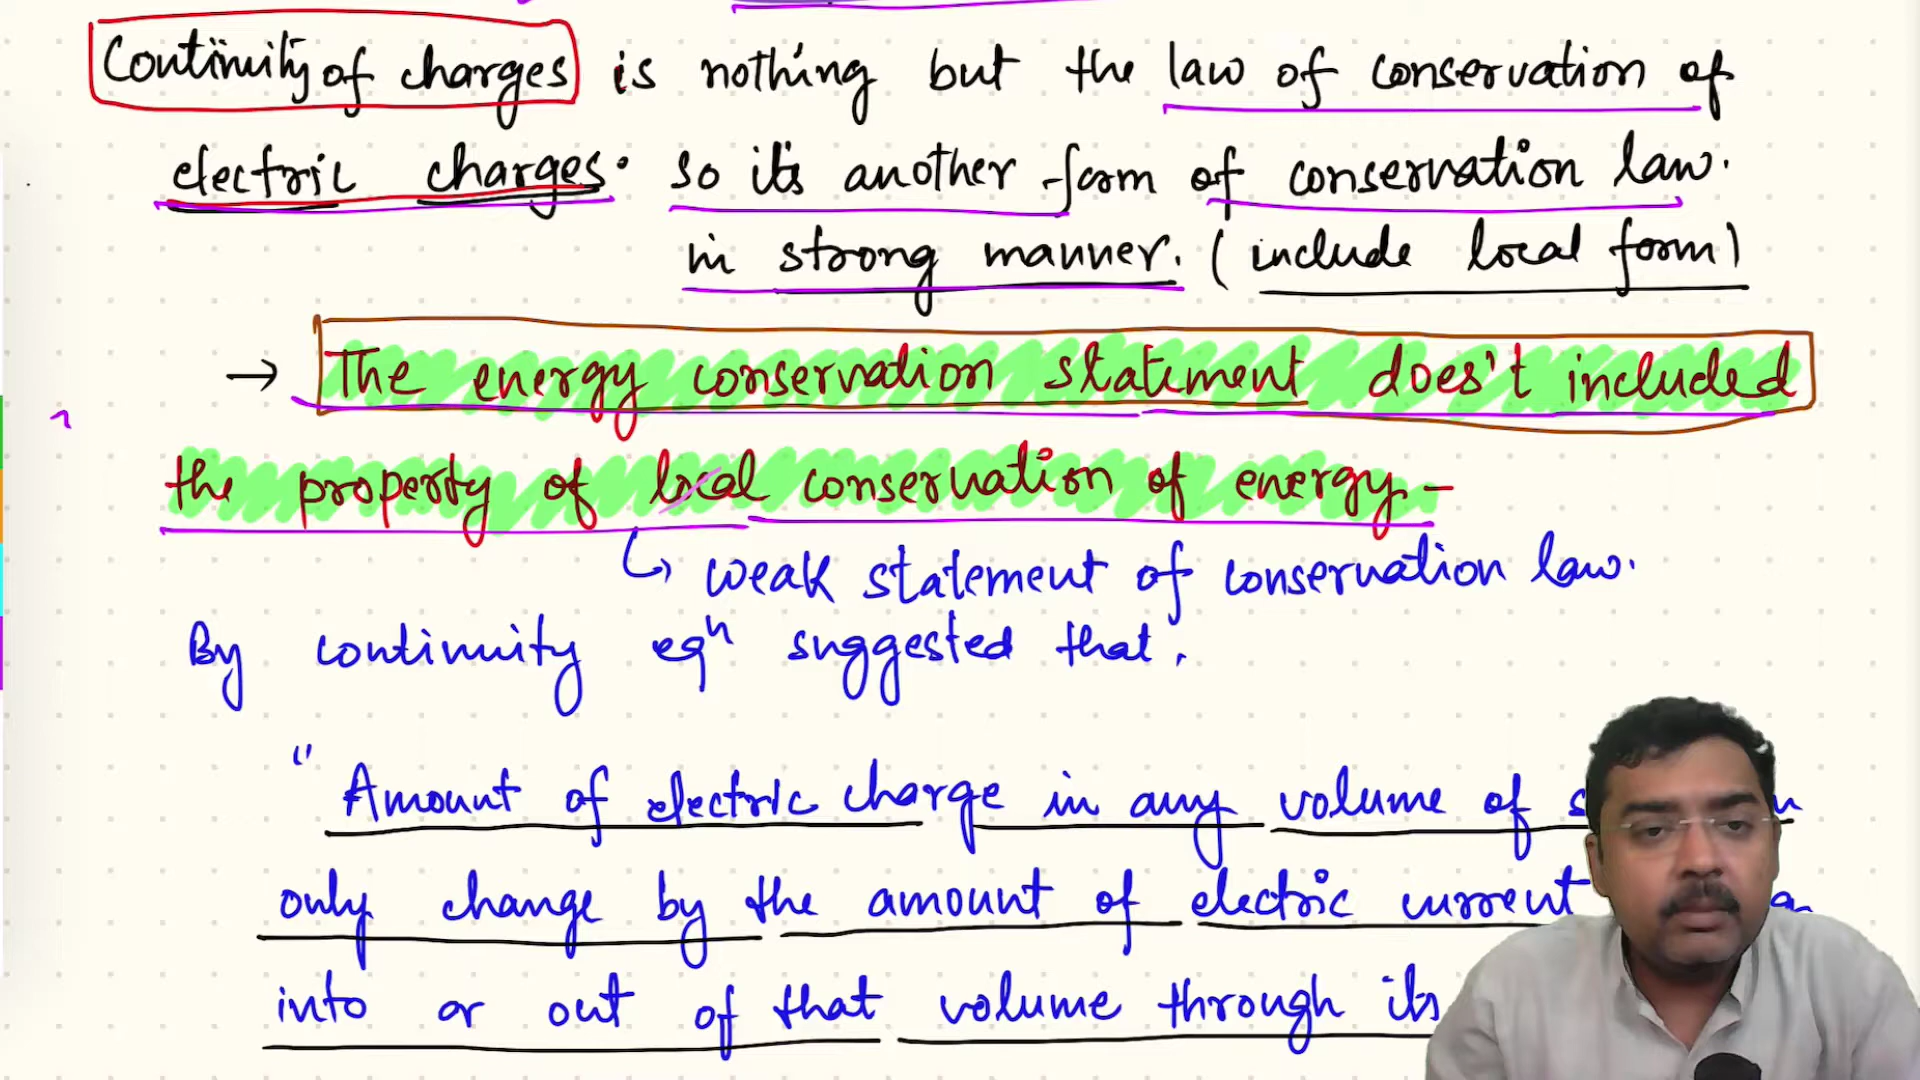 Continuity of charges is nothing but the law of conservation of
electric charges. so it's another form of conservation law.
in strong manner. (include local form)
→ The energy conservation statement does't included
the property of local conservation of energy -
↳ weak statement of conservation law.
By continuity eqⁿ suggested that.
" Amount of electric charge in any volume of
only change by the amount of electric current
into or out of that volume through its